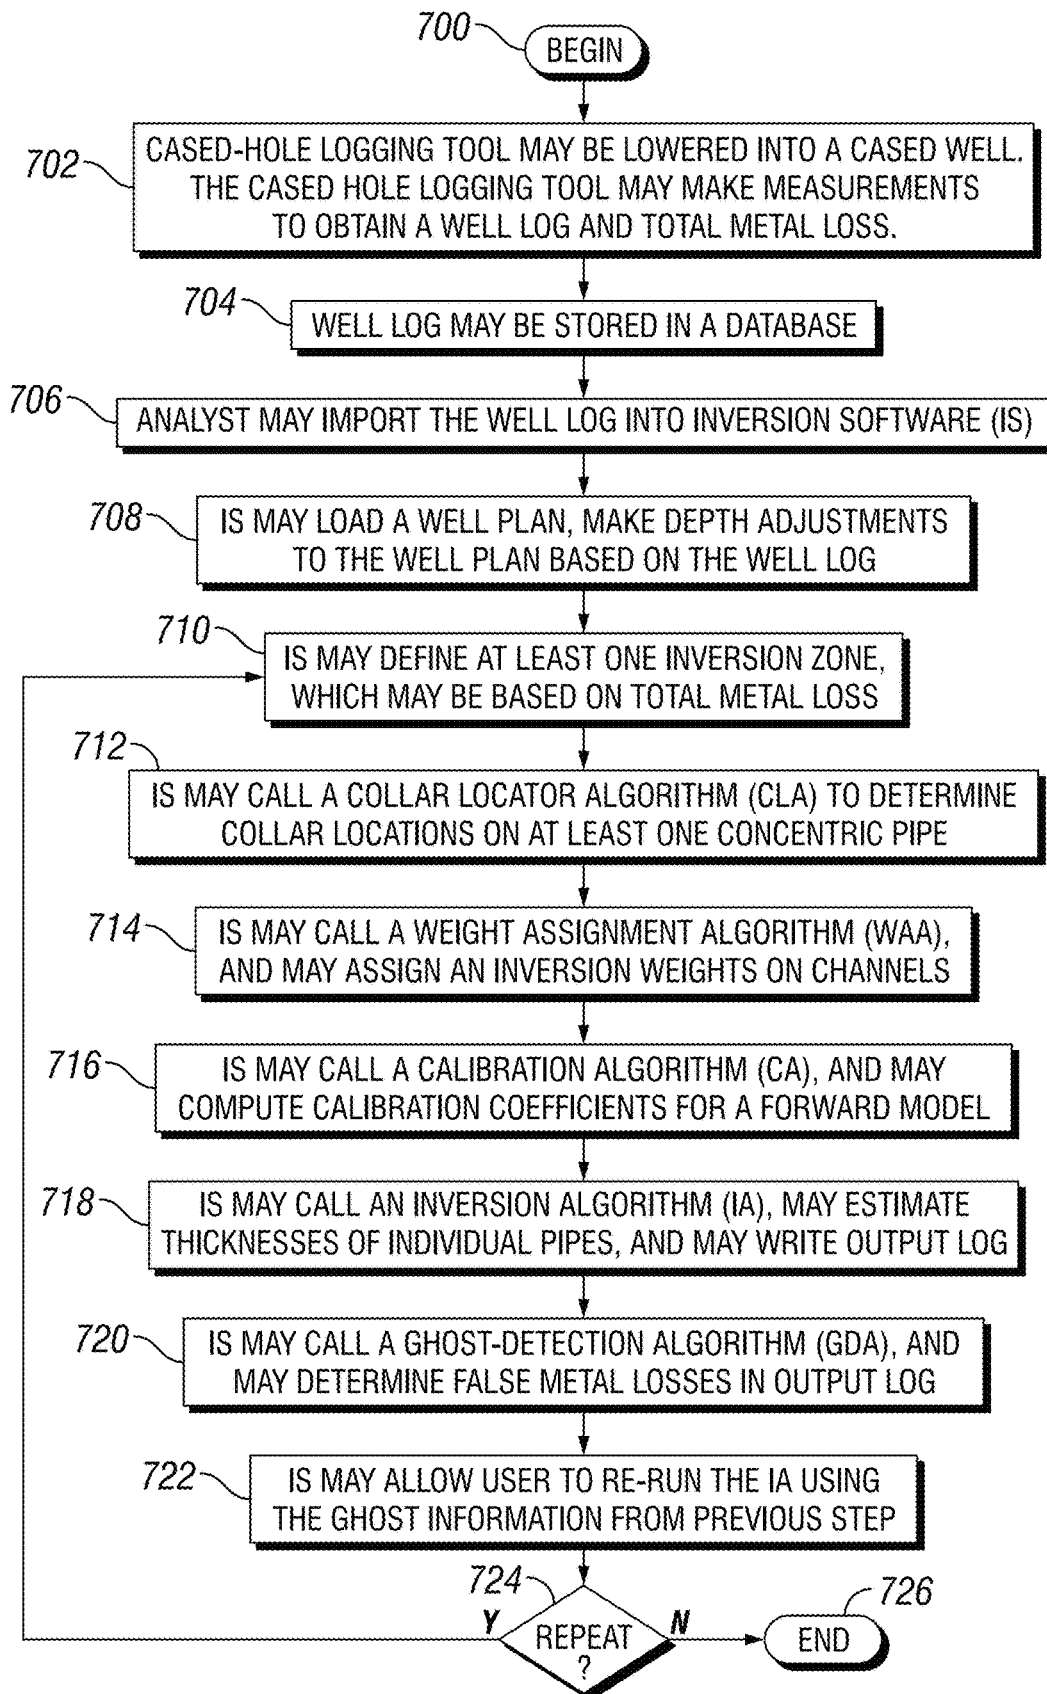 700
BEGIN
702
CASED-HOLE LOGGING TOOL MAY BE LOWERED INTO A CASED WELL.
THE CASED HOLE LOGGING TOOL MAY MAKE MEASUREMENTS
TO OBTAIN A WELL LOG AND TOTAL METAL LOSS.
704
WELL LOG MAY BE STORED IN A DATABASE
706
ANALYST MAY IMPORT THE WELL LOG INTO INVERSION SOFTWARE (IS)
708
IS MAY LOAD A WELL PLAN, MAKE DEPTH ADJUSTMENTS
TO THE WELL PLAN BASED ON THE WELL LOG
710
IS MAY DEFINE AT LEAST ONE INVERSION ZONE,
WHICH MAY BE BASED ON TOTAL METAL LOSS
712
IS MAY CALL A COLLAR LOCATOR ALGORITHM (CLA) TO DETERMINE
COLLAR LOCATIONS ON AT LEAST ONE CONCENTRIC PIPE
714
IS MAY CALL A WEIGHT ASSIGNMENT ALGORITHM (WAA),
AND MAY ASSIGN AN INVERSION WEIGHTS ON CHANNELS
716
IS MAY CALL A CALIBRATION ALGORITHM (CA), AND MAY
COMPUTE CALIBRATION COEFFICIENTS FOR A FORWARD MODEL
718
IS MAY CALL AN INVERSION ALGORITHM (IA), MAY ESTIMATE
THICKNESSES OF INDIVIDUAL PIPES, AND MAY WRITE OUTPUT LOG
720
IS MAY CALL A GHOST-DETECTION ALGORITHM (GDA), AND
MAY DETERMINE FALSE METAL LOSSES IN OUTPUT LOG
722
IS MAY ALLOW USER TO RE-RUN THE IA USING
THE GHOST INFORMATION FROM PREVIOUS STEP
724
Y
REPEAT
?
N
726
END